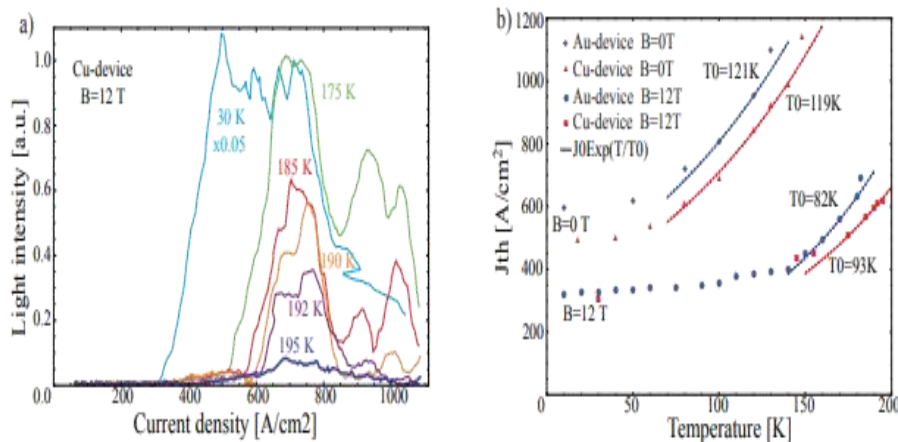 a)
Light intensity [a.u.]
1.0
0.8
0.6
0.4
0.2
0.0
Cu-device
B=12 T
30 K
x0.05
175 K
185 K
190 K
192 K
195 K
0
200
400
600
800
1000
Current density [A/cm2]
b)
Jth [A/cm²]
1200
1000
800
600
400
200
0
Au-device B=0T
Cu-device B=0T
Au-device B=12T
Cu-device B=12T
J0Exp(T/T0)
T0=121K
T0=119K
T0=82K
T0=93K
B=0 T
B=12 T
50
100
150
200
Temperature [K]